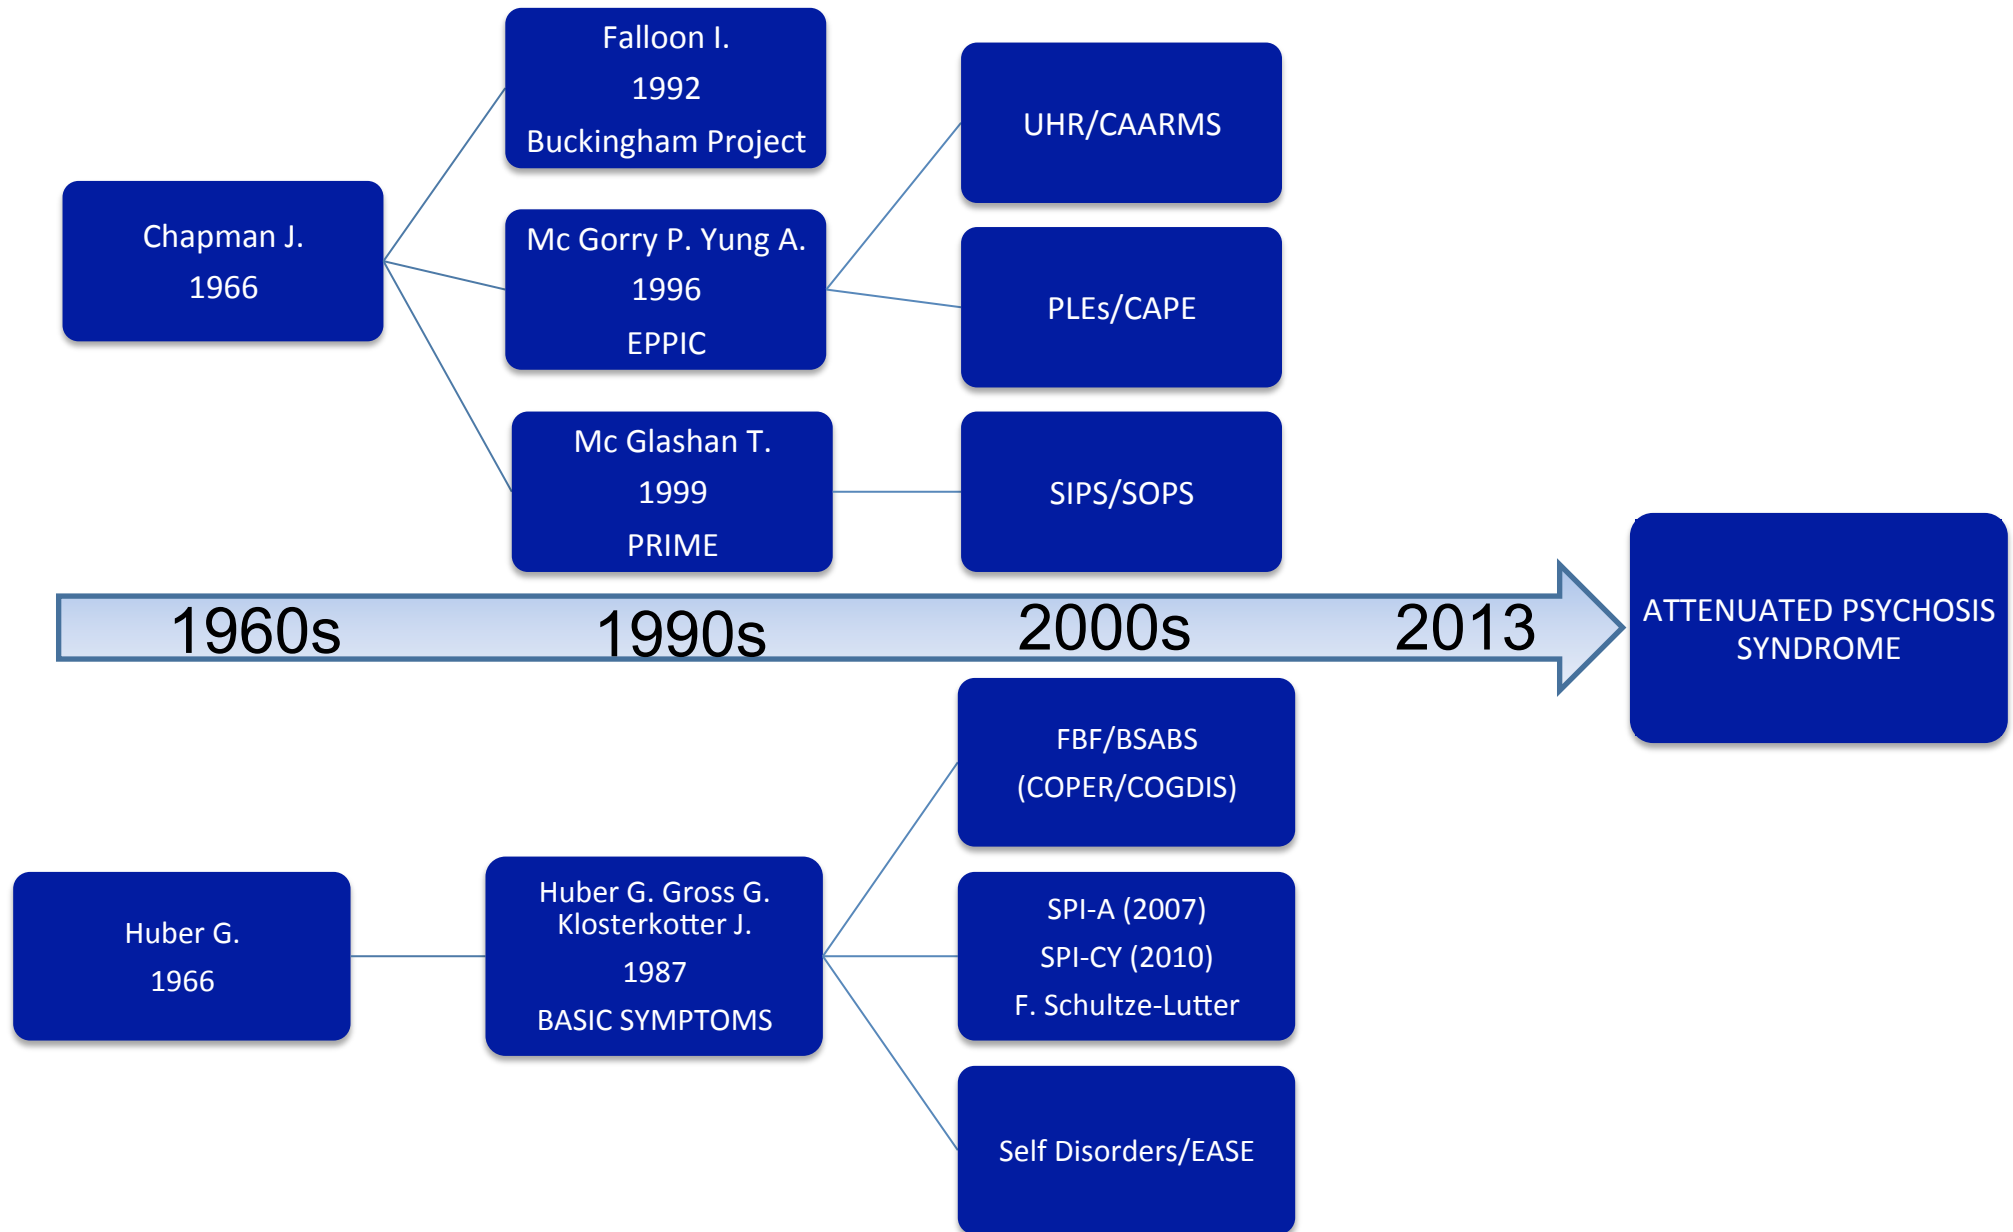 Chapman J.
1966
Falloon I.
1992
Buckingham Project
Mc Gorry P. Yung A.
1996
EPPIC
Mc Glashan T.
1999
PRIME
UHR/CAARMS
PLEs/CAPE
SIPS/SOPS
1960s
1990s
2000s
2013
ATTENUATED PSYCHOSIS
SYNDROME
Huber G.
1966
Huber G. Gross G.
Klosterkotter J.
1987
BASIC SYMPTOMS
FBF/BSABS
(COPER/COGDIS)
SPI-A (2007)
SPI-CY (2010)
F. Schultze-Lutter
Self Disorders/EASE